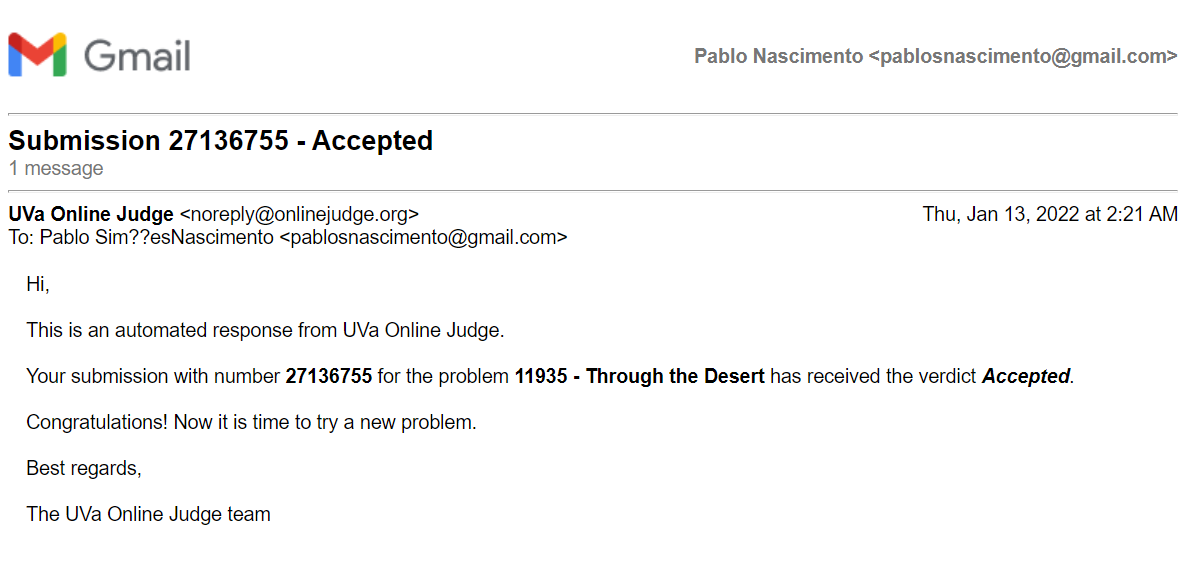 Gmail
Pablo Nascimento <pablosnascimento@gmail.com>
Submission 27136755 - Accepted
1 message
UVa Online Judge <noreply@onlinejudge.org>
Thu, Jan 13, 2022 at 2:21 AM
To: Pablo Sim??esNascimento <pablosnascimento@gmail.com>
Hi,
This is an automated response from UVa Online Judge.
Your submission with number 27136755 for the problem 11935 - Through the Desert has received the verdict Accepted.
Congratulations! Now it is time to try a new problem.
Best regards,
The UVa Online Judge team